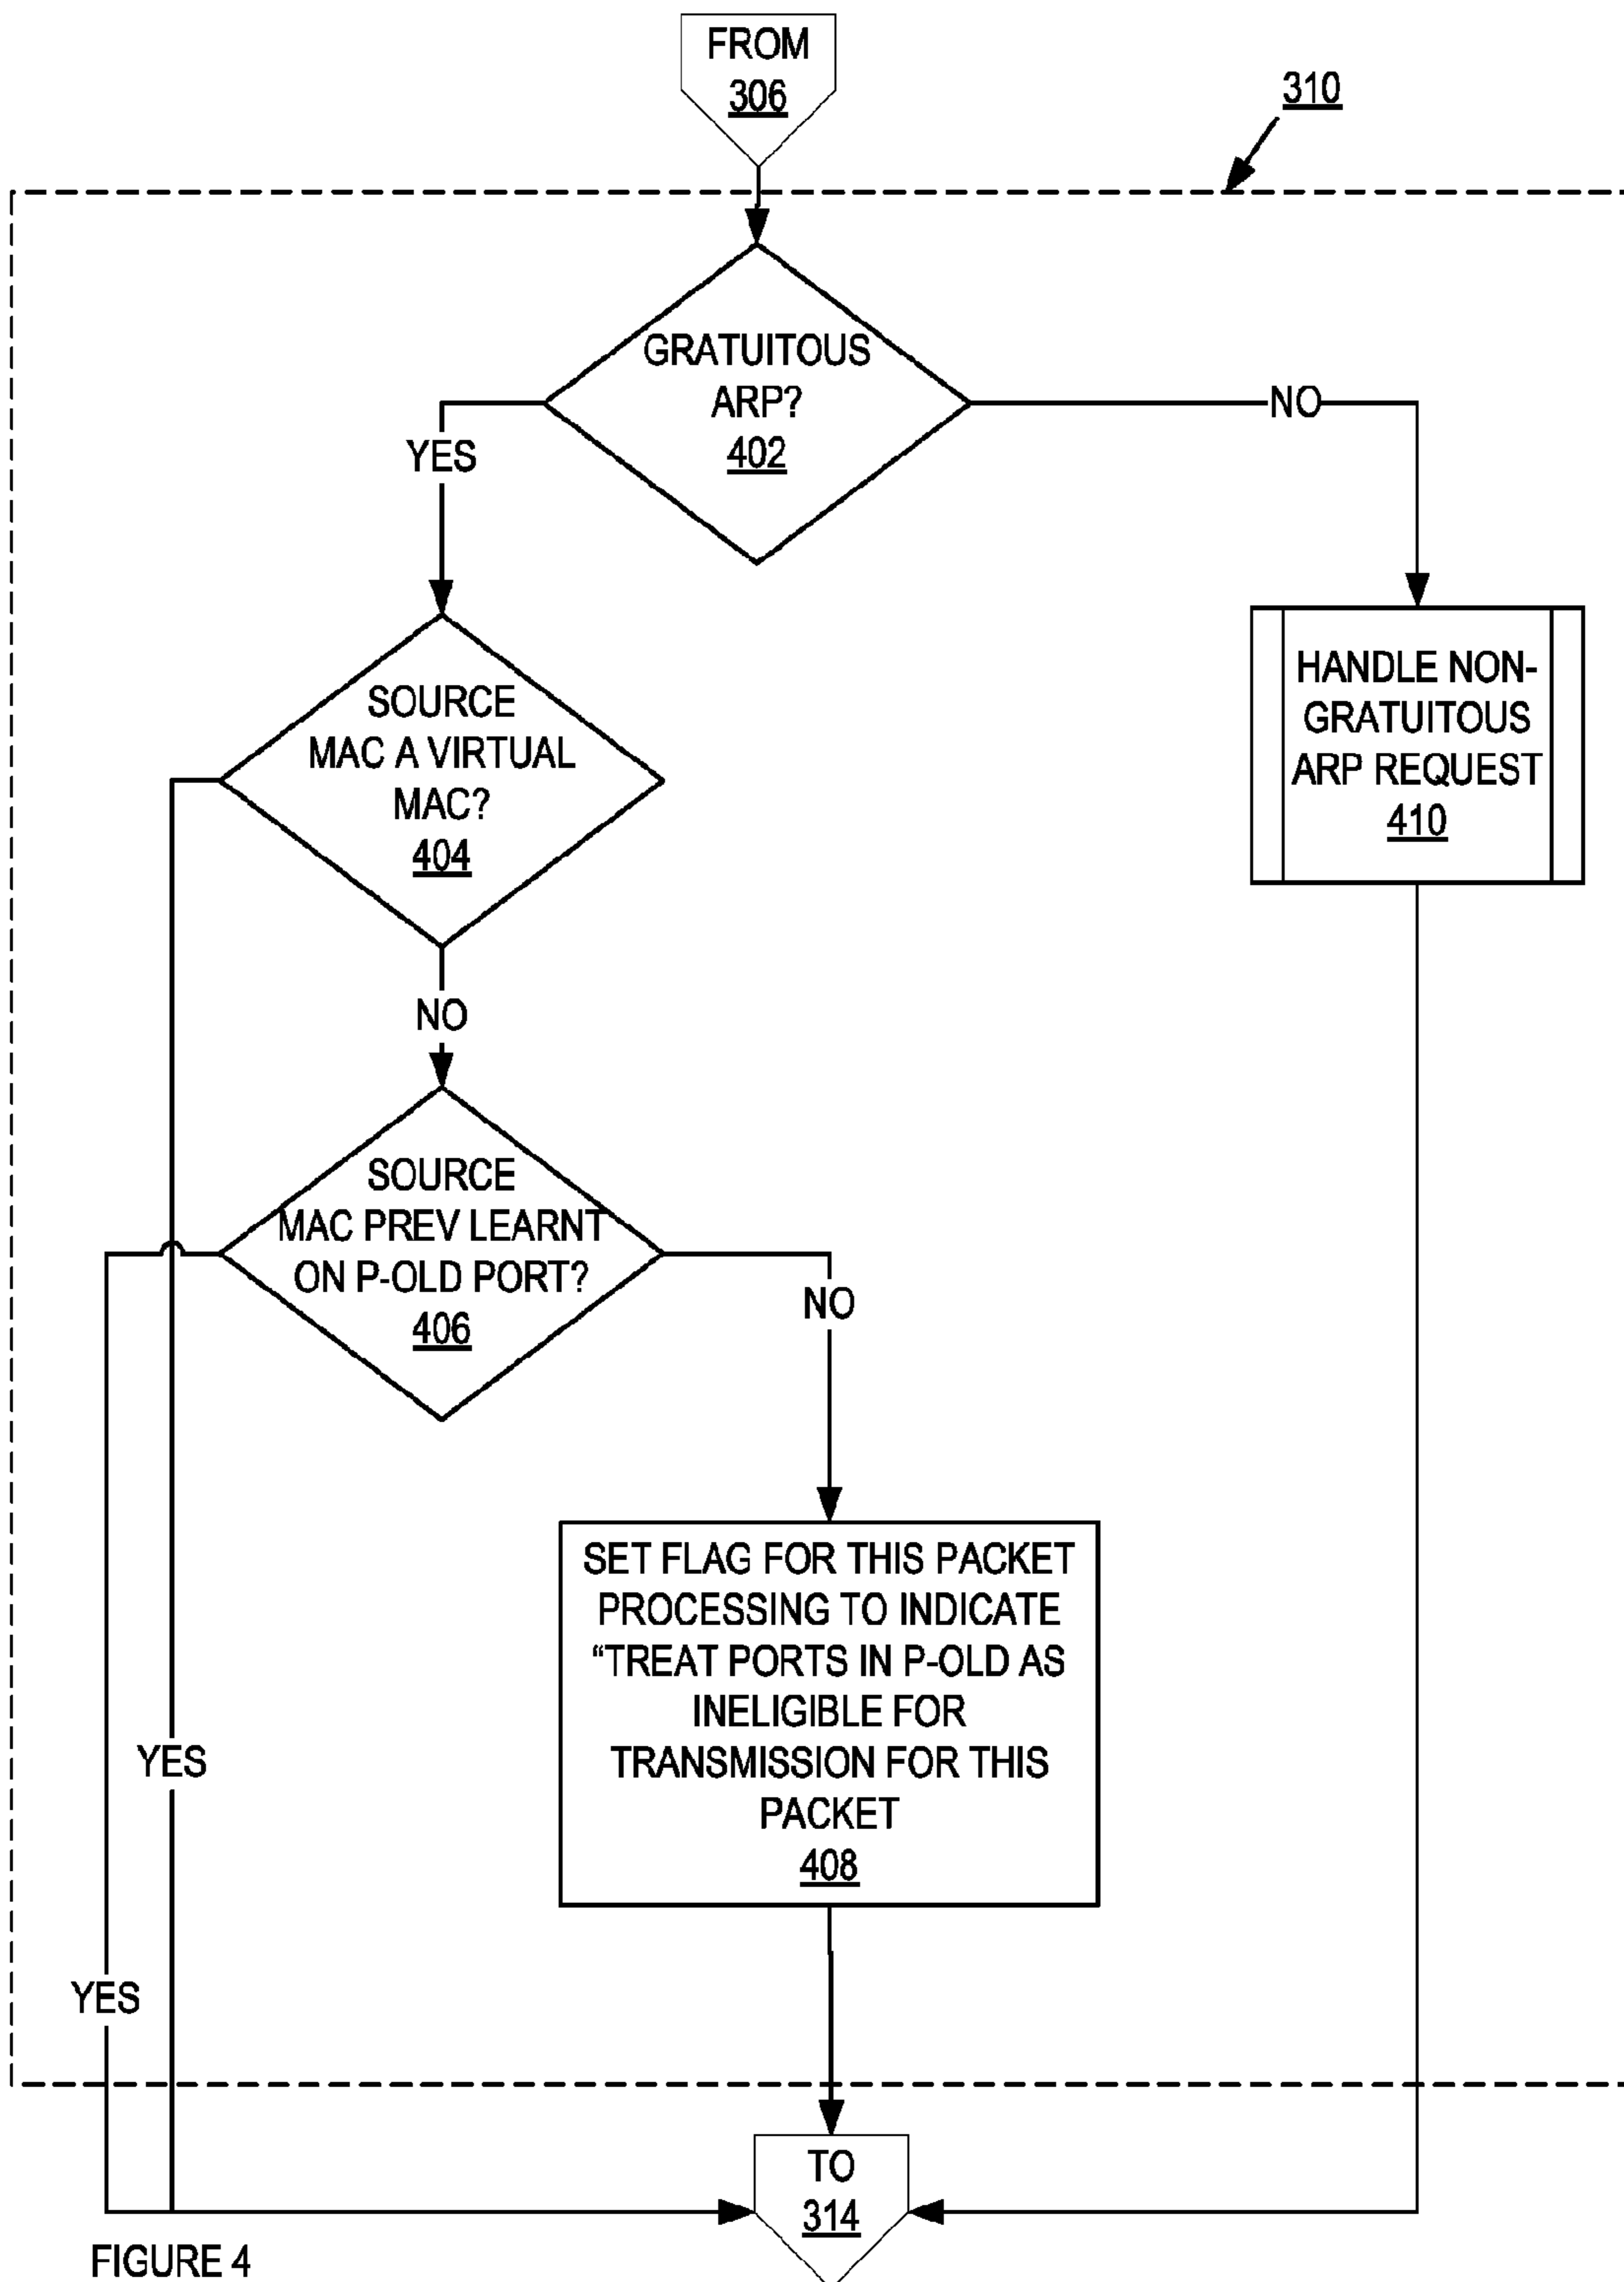 FROM
306
310
GRATUITOUS
ARP?
402
YES
NO
SOURCE
MAC A VIRTUAL
MAC?
404
HANDLE NON-
GRATUITOUS
ARP REQUEST
410
NO
SOURCE
MAC PREV LEARNT
ON P-OLD PORT?
406
NO
SET FLAG FOR THIS PACKET
PROCESSING TO INDICATE
“TREAT PORTS IN P-OLD AS
INELIGIBLE FOR
TRANSMISSION FOR THIS
PACKET
408
YES
YES
TO
314
FIGURE 4